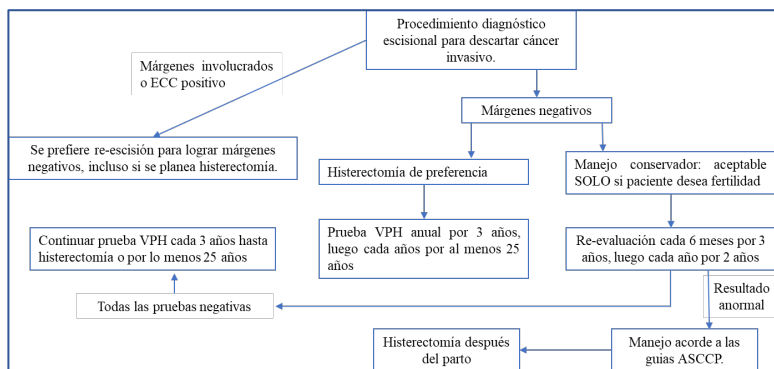 Procedimiento diagnóstico
escisional para descartar cáncer
invasivo.
Márgenes involucrados
o ECC positivo
Márgenes negativos
Se prefiere re-escisión para lograr márgenes
negativos, incluso si se planea histerectomía.
Histerectomía de preferencia
Manejo conservador: aceptable
SOLO si paciente desea fertilidad
Continuar prueba VPH cada 3 años hasta
histerectomía o por lo menos 25 años
Prueba VPH anual por 3 años,
luego cada años por al menos 25
años
Re-evaluación cada 6 meses por 3
años, luego cada año por 2 años
Todas las pruebas negativas
Resultado
anormal
Histerectomía después
del parto
Manejo acorde a las
guias ASCCP.